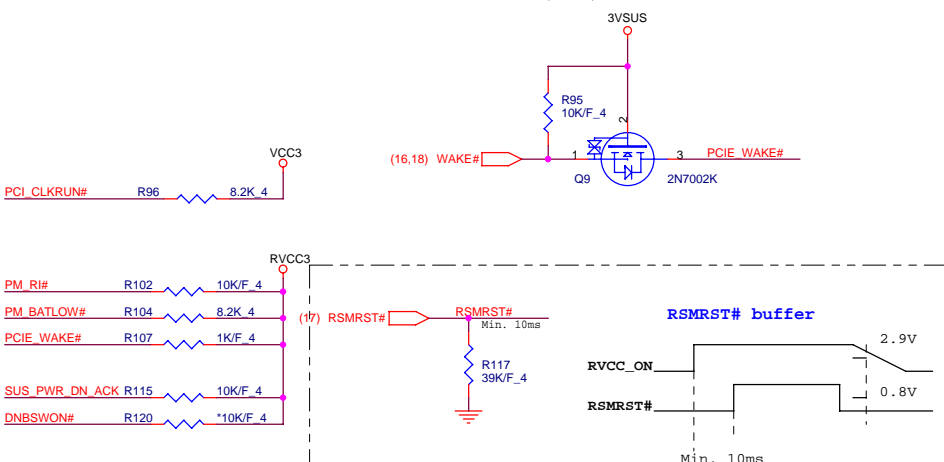 3VSUS
R95
10K/F_4
2
(16,18) WAKE#
1
3
PCIE_WAKE#
Q9
2N7002K
VCC3
PCI_CLKRUN#
R96
8.2K_4
RVCC3
PM_RI#
R102
10K/F_4
PM_BATLOW#
R104
8.2K_4
PCIE_WAKE#
R107
1K/F_4
SUS_PWR_DN_ACK
R115
10K/F_4
DNBSWON#
R120
*10K/F_4
(17) RSMRST#
RSMRST#
Min. 10ms
R117
39K/F_4
RSMRST# buffer
2.9V
RVCC_ON
0.8V
RSMRST#
Min. 10ms